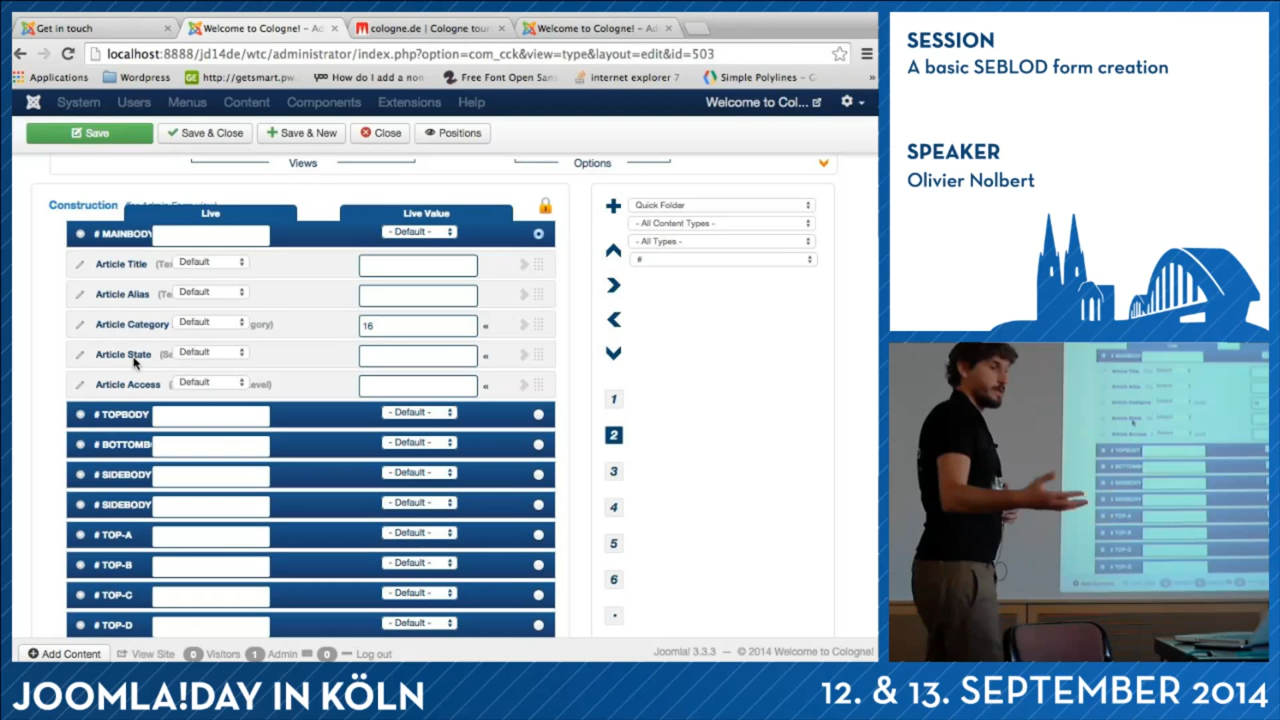 Get in touch
Welcome to Cologne! – Ad
cologne.de | Cologne tour
Welcome to Cologne! – Ad
localhost:8888/jd14de/wtc/administrator/index.php?option=com_cck&view=type&layout=edit&id=503
Applications
Wordpress
http://getsmart.pw
How do I add a non
Free Font Open San
internet explorer 7
Simple Polylines – G
System Users Menus Content Components Extensions Help
Welcome to Col...
Save
Save & Close
Save & New
Close
Positions
Views
Options
Construction
Live
Live Value
# MAINBODY
- Default -
Article Title (Te
Default
Article Alias (Te
Default
Article Category
Default
gory)
16
«
Article State (Se
Default
«
Article Access
Default
evel)
«
# TOPBODY
- Default -
# BOTTOMB
- Default -
# SIDEBODY
- Default -
# SIDEBODY
- Default -
# TOP-A
- Default -
# TOP-B
- Default -
# TOP-C
- Default -
# TOP-D
- Default -
Quick Folder
- All Content Types -
- All Types -
#
1
2
3
4
5
6
Add Content
View Site
0 Visitors
1 Admin
0
Log out
Joomla! 3.3.3 — © 2014 Welcome to Cologne!
SESSION
A basic SEBLOD form creation
SPEAKER
Olivier Nolbert
JOOMLA!DAY IN KÖLN
12. & 13. SEPTEMBER 2014